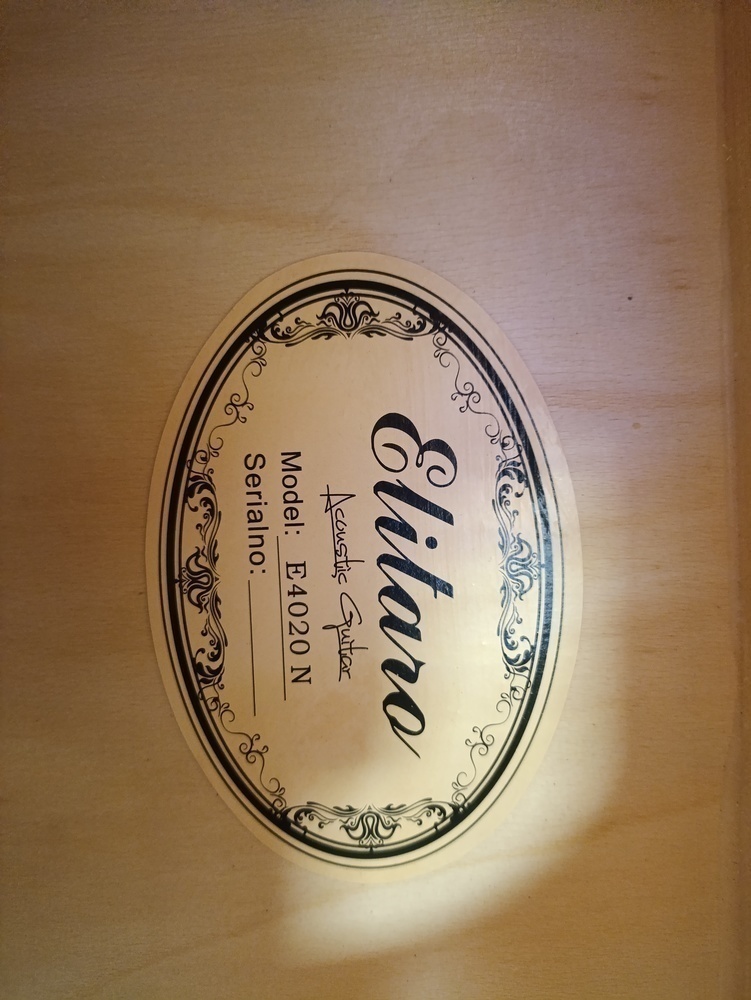 Elitaro
Acoustic Guitar
Model: E4020 N
Serialno: